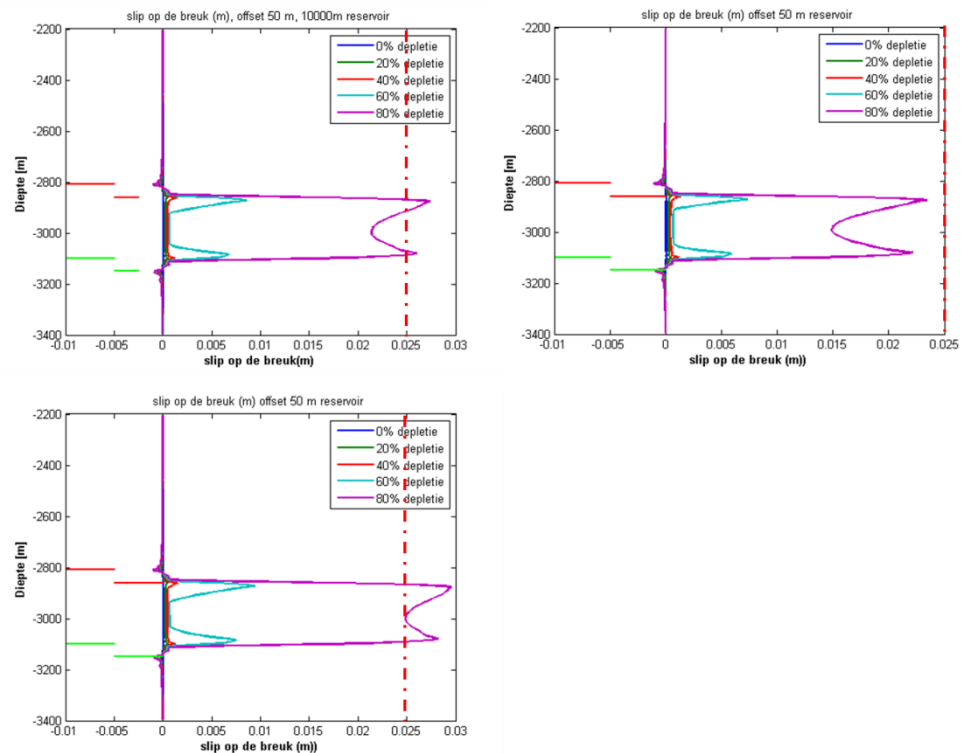 slip op de breuk (m), offset 50 m, 10000m reservoir
-2200
-2400
-2600
-2800
-3000
-3200
-3400
Diepte [m]
0% depletie
20% depletie
40% depletie
60% depletie
80% depletie
-0.01
-0.005
0
0.005
0.01
0.015
0.02
0.025
0.03
slip op de breuk(m)
slip op de breuk (m) offset 50 m reservoir
-2200
-2400
-2600
-2800
-3000
-3200
-3400
Diepte [m]
0% depletie
20% depletie
40% depletie
60% depletie
80% depletie
-0.01
-0.005
0
0.005
0.01
0.015
0.02
0.025
slip op de breuk (m))
slip op de breuk (m) offset 50 m reservoir
-2200
-2400
-2600
-2800
-3000
-3200
-3400
Diepte [m]
0% depletie
20% depletie
40% depletie
60% depletie
80% depletie
-0.01
-0.005
0
0.005
0.01
0.015
0.02
0.025
0.03
slip op de breuk (m))